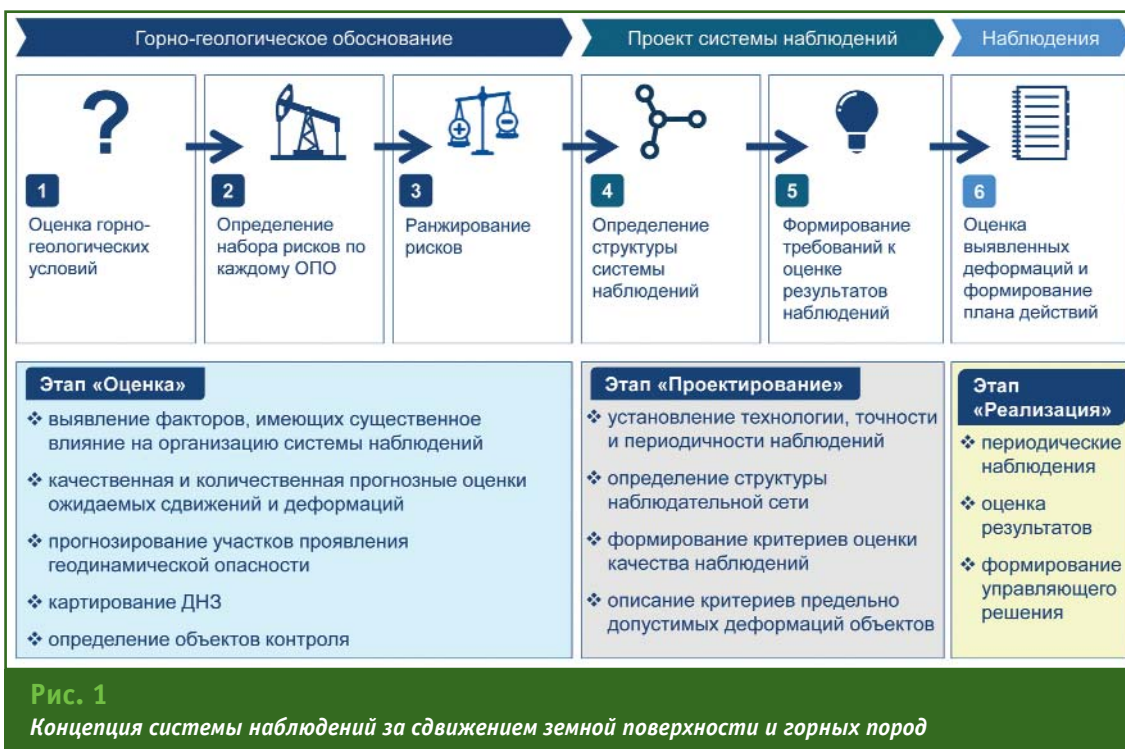 Горно-геологическое обоснование
Проект системы наблюдений
Наблюдения
?
1
Оценка горно-
геологических
условий
2
Определение
набора рисков по
каждому ОПО
3
Ранжирование
рисков
4
Определение
структуры
системы
наблюдений
5
Формирование
требований к
оценке
результатов
наблюдений
6
Оценка
выявленных
деформаций и
формирование
плана действий
Этап «Оценка»
❖ выявление факторов, имеющих существенное
влияние на организацию системы наблюдений
❖ качественная и количественная прогнозные оценки
ожидаемых сдвижений и деформаций
❖ прогнозирование участков проявления
геодинамической опасности
❖ картирование ДНЗ
❖ определение объектов контроля
Этап «Проектирование»
❖ установление технологии, точности
и периодичности наблюдений
❖ определение структуры
наблюдательной сети
❖ формирование критериев оценки
качества наблюдений
❖ описание критериев предельно
допустимых деформаций объектов
Этап
«Реализация»
❖ периодические
наблюдения
❖ оценка
результатов
❖ формирование
управляющего
решения
Рис. 1
Концепция системы наблюдений за сдвижением земной поверхности и горных пород